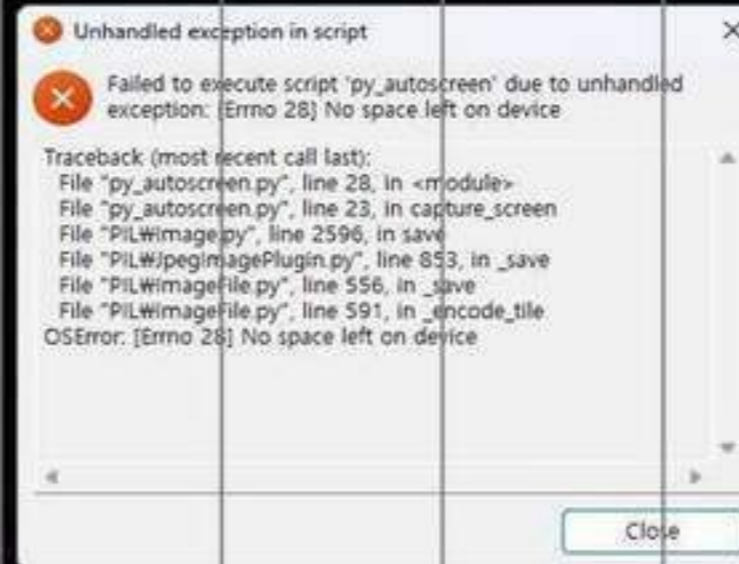 Unhandled exception in script
Failed to execute script 'py_autoscreen' due to unhandled
exception: [Errno 28] No space left on device
Traceback (most recent call last):
File "py_autoscreen.py", line 28, in <module>
File "py_autoscreen.py", line 23, in capture_screen
File "PIL₩Image.py", line 2596, in save
File "PIL₩JpegImagePlugin.py", line 853, in _save
File "PIL₩ImageFile.py", line 556, in _save
File "PIL₩ImageFile.py", line 591, in _encode_tile
OSError: [Errno 28] No space left on device
Close